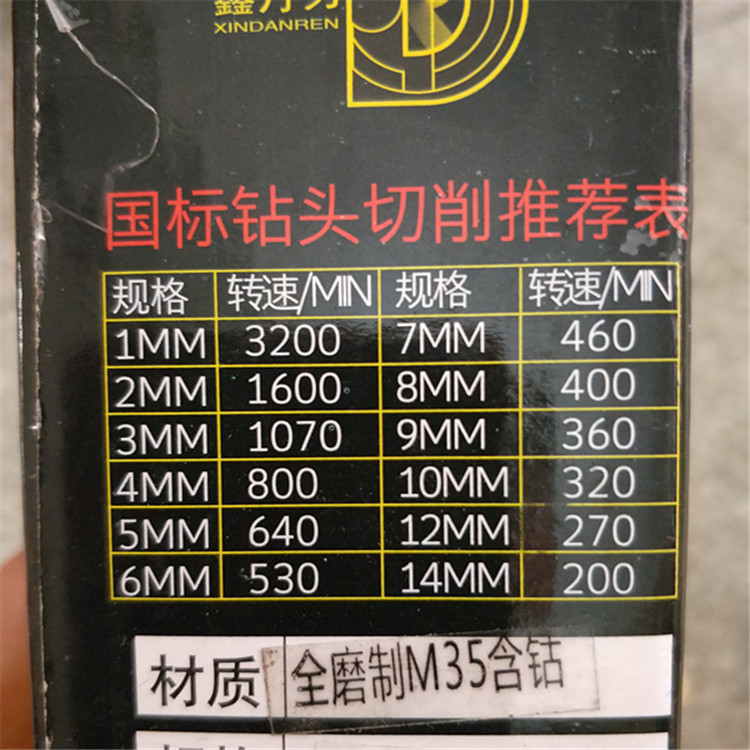 XINDANREN
国标钻头切削推荐表
规格 转速/MIN 规格 转速/MIN
1MM 3200 7MM 460
2MM 1600 8MM 400
3MM 1070 9MM 360
4MM 800 10MM 320
5MM 640 12MM 270
6MM 530 14MM 200
材质 全磨制M35含钴